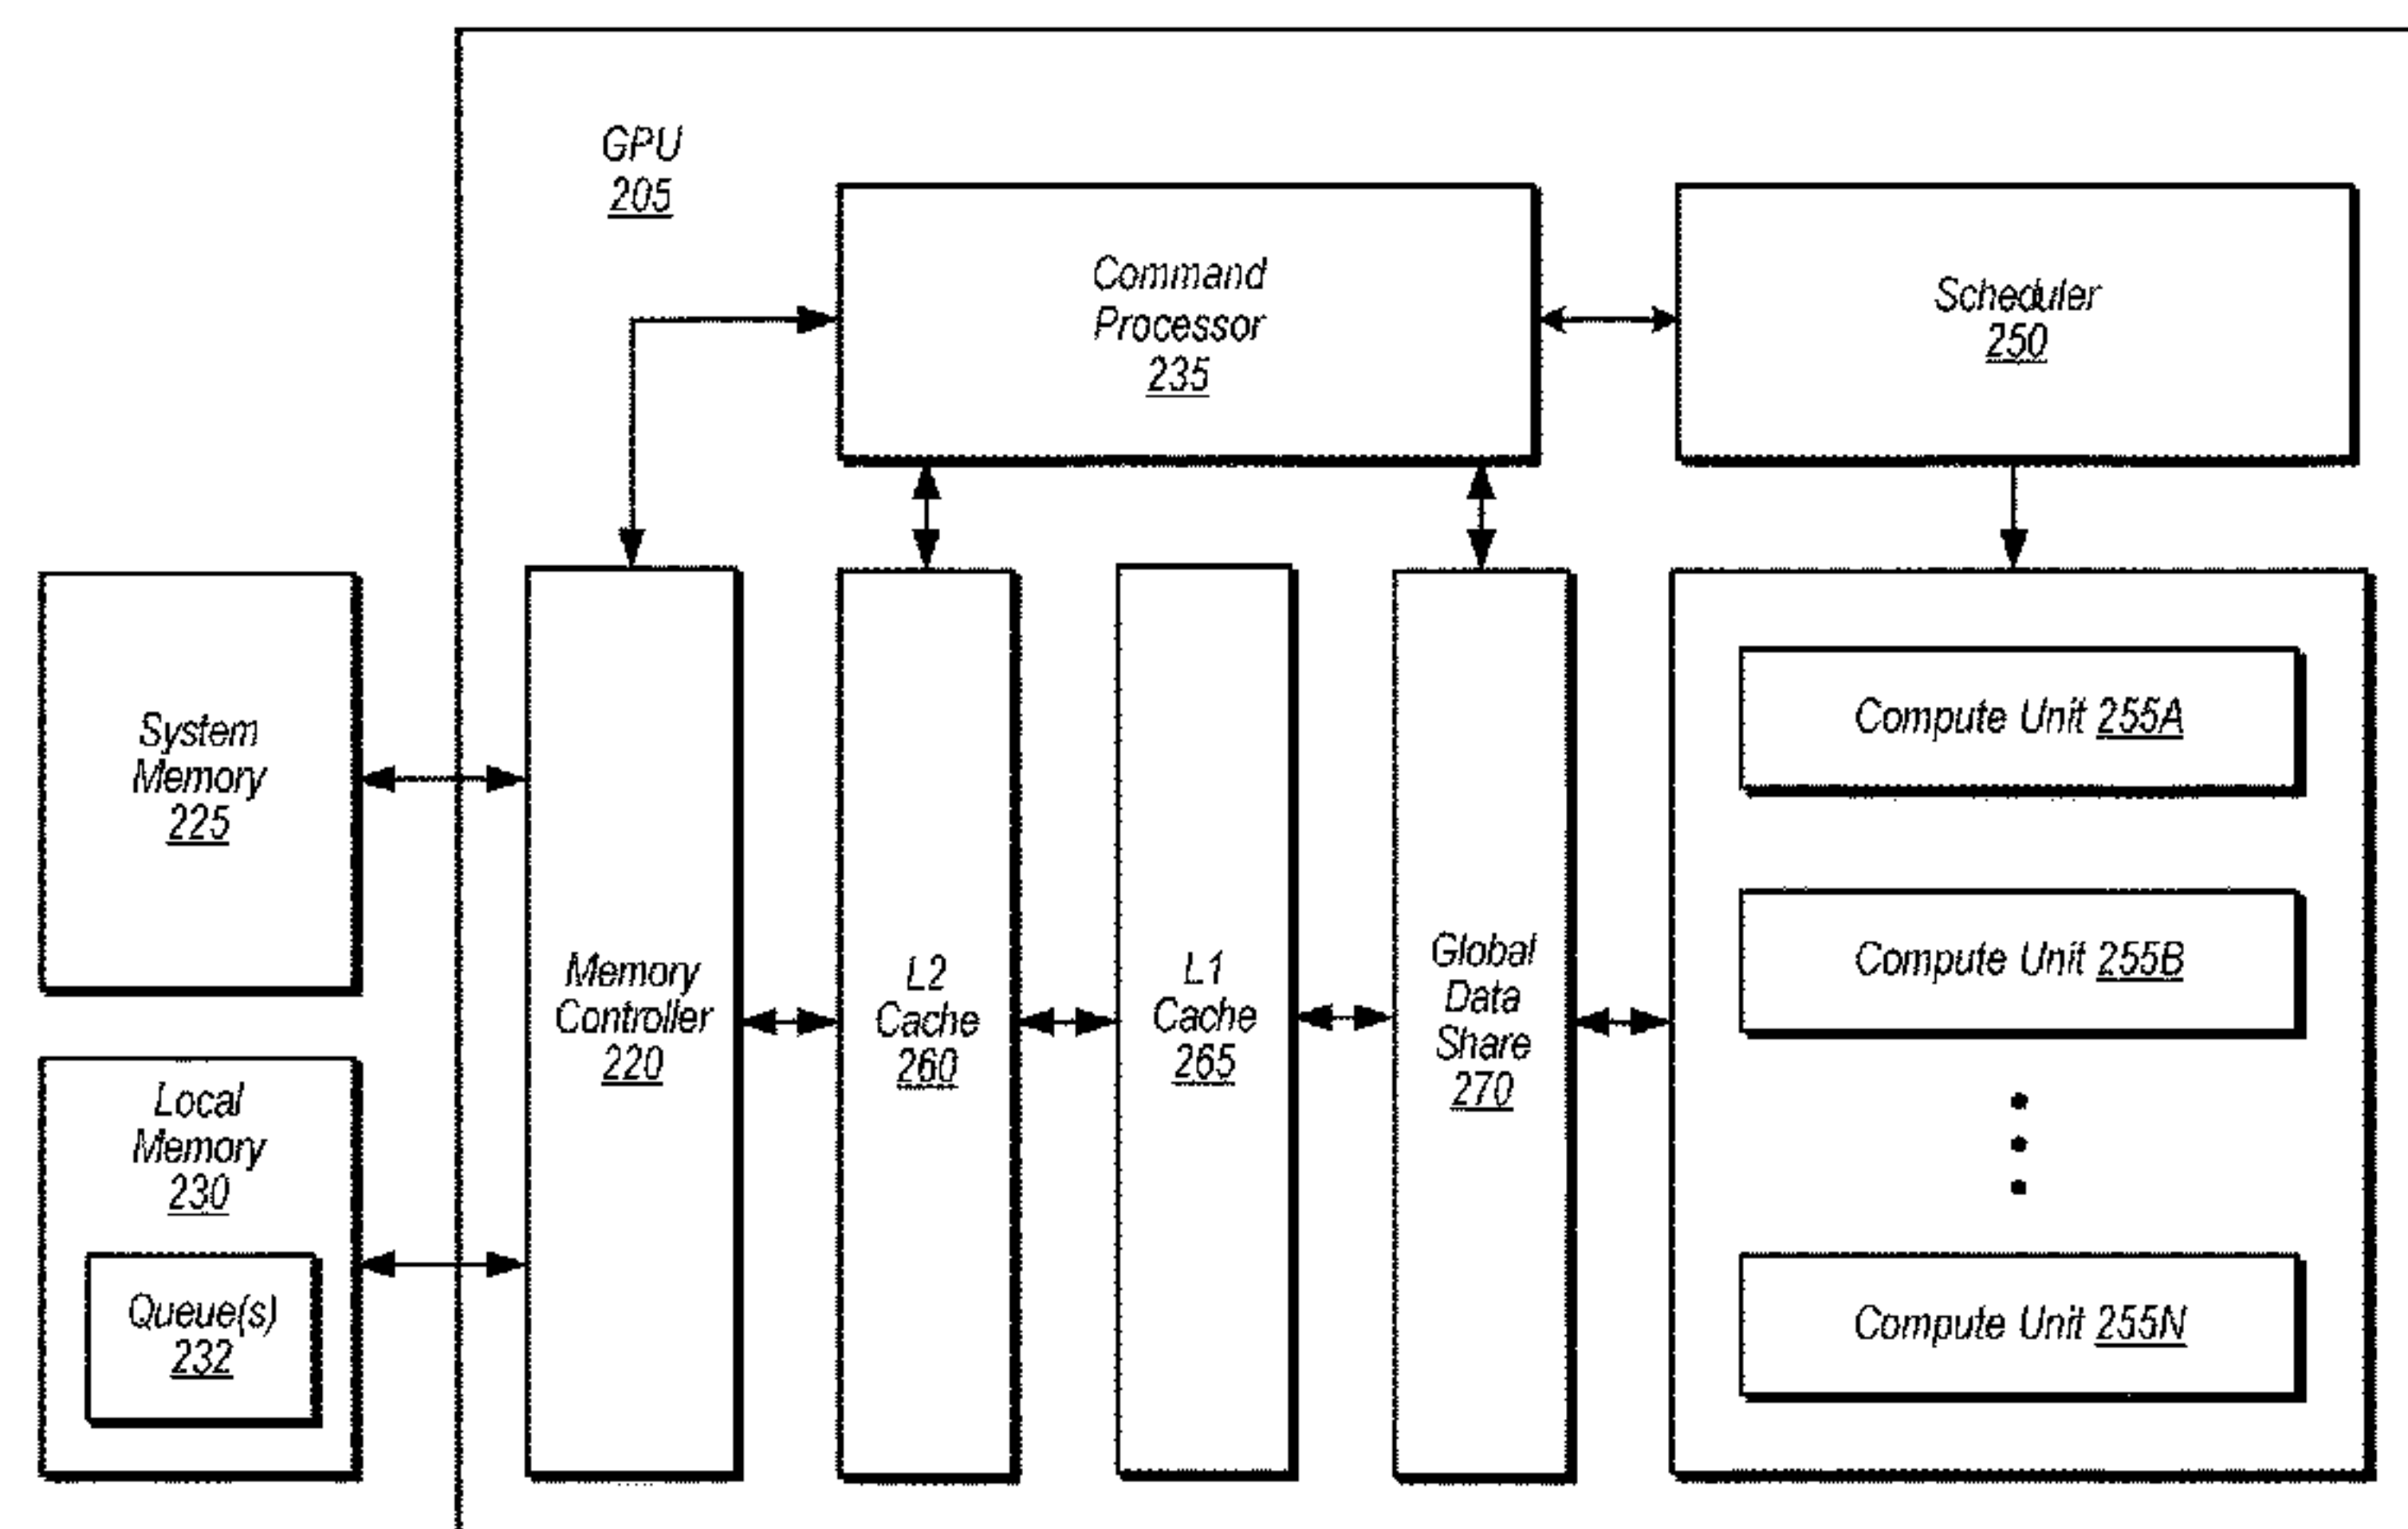 GPU
205
Command
Processor
235
Scheduler
250
System
Memory
225
Local
Memory
230
Queue(s)
232
Memory
Controller
220
L2
Cache
260
L1
Cache
265
Global
Data
Share
270
Compute Unit 255A
Compute Unit 255B
Compute Unit 255N